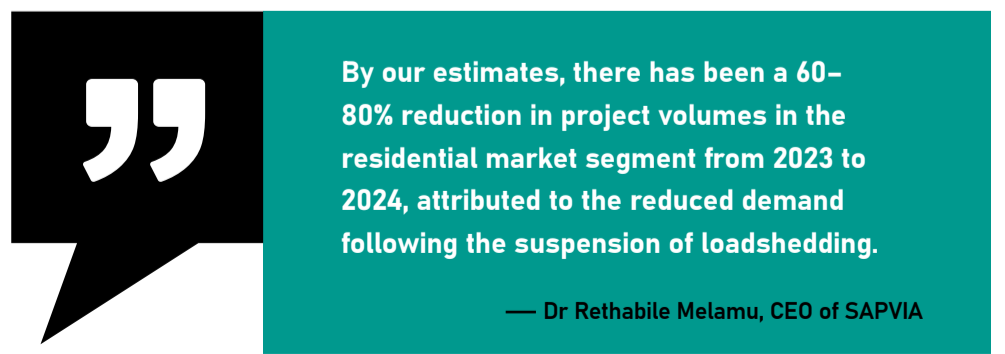 By our estimates, there has been a 60–
80% reduction in project volumes in the
residential market segment from 2023 to
2024, attributed to the reduced demand
following the suspension of loadshedding.
— Dr Rethabile Melamu, CEO of SAPVIA